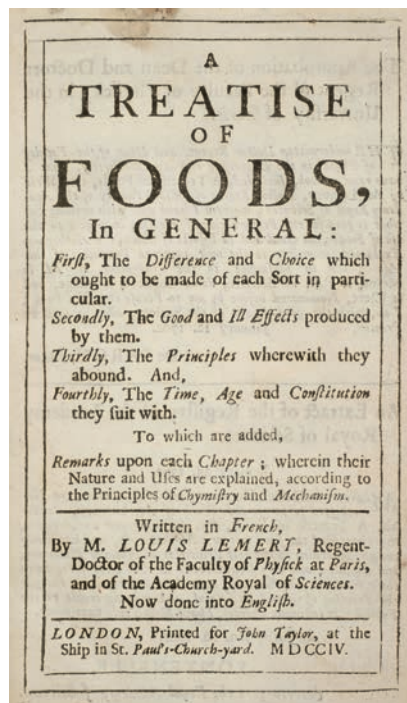 A
TREATISE
OF
FOODS,
In GENERAL:
Firſt, The Difference and Choice which
ought to be made of each Sort in parti-
cular.
Secondly, The Good and Ill Effects produced
by them.
Thirdly, The Principles wherewith they
abound. And,
Fourthly, The Time, Age and Conſtitution
they ſuit with.
To which are added,
Remarks upon each Chapter; wherein their
Nature and Uſes are explained, according to
the Principles of Chymiſtry and Mechaniſm.
Written in French,
By M. LOUIS LEMERY, Regent-
Doctor of the Faculty of Phyſick at Paris,
and of the Academy Royal of Sciences.
Now done into Engliſh.
LONDON, Printed for John Taylor, at the
Ship in St. Paul's-Church-yard. MDCCIV.